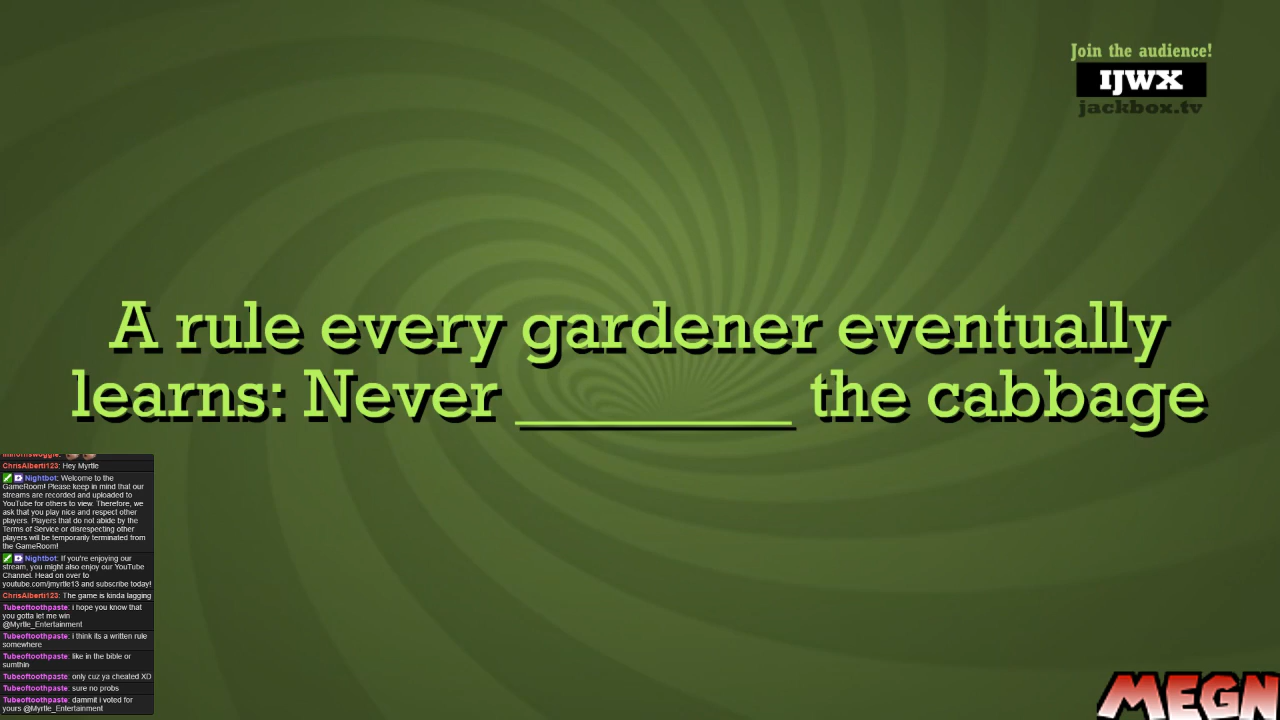 Join the audience!
IJWX
jackbox.tv
A rule every gardener eventually
learns: Never ________ the cabbage
ChrisAlberti123: Hey Myrtle
Nightbot: Welcome to the
GameRoom! Please keep in mind that our
streams are recorded and uploaded to
YouTube for others to view. Therefore, we
ask that you play nice and respect other
players. Players that do not abide by the
Terms of Service or disrespecting other
players will be temporarily terminated from
the GameRoom!
Nightbot: If you're enjoying our
stream, you might also enjoy our YouTube
Channel. Head on over to
youtube.com/jmyrtle13 and subscribe today!
ChrisAlberti123: The game is kinda lagging
Tubeoftoothpaste: i hope you know that
you gotta let me win
@Myrtle_Entertainment
Tubeoftoothpaste: i think its a written rule
somewhere
Tubeoftoothpaste: like in the bible or
sumthin
Tubeoftoothpaste: only cuz ya cheated XD
Tubeoftoothpaste: sure no probs
Tubeoftoothpaste: dammit i voted for
yours @Myrtle_Entertainment
MEGN